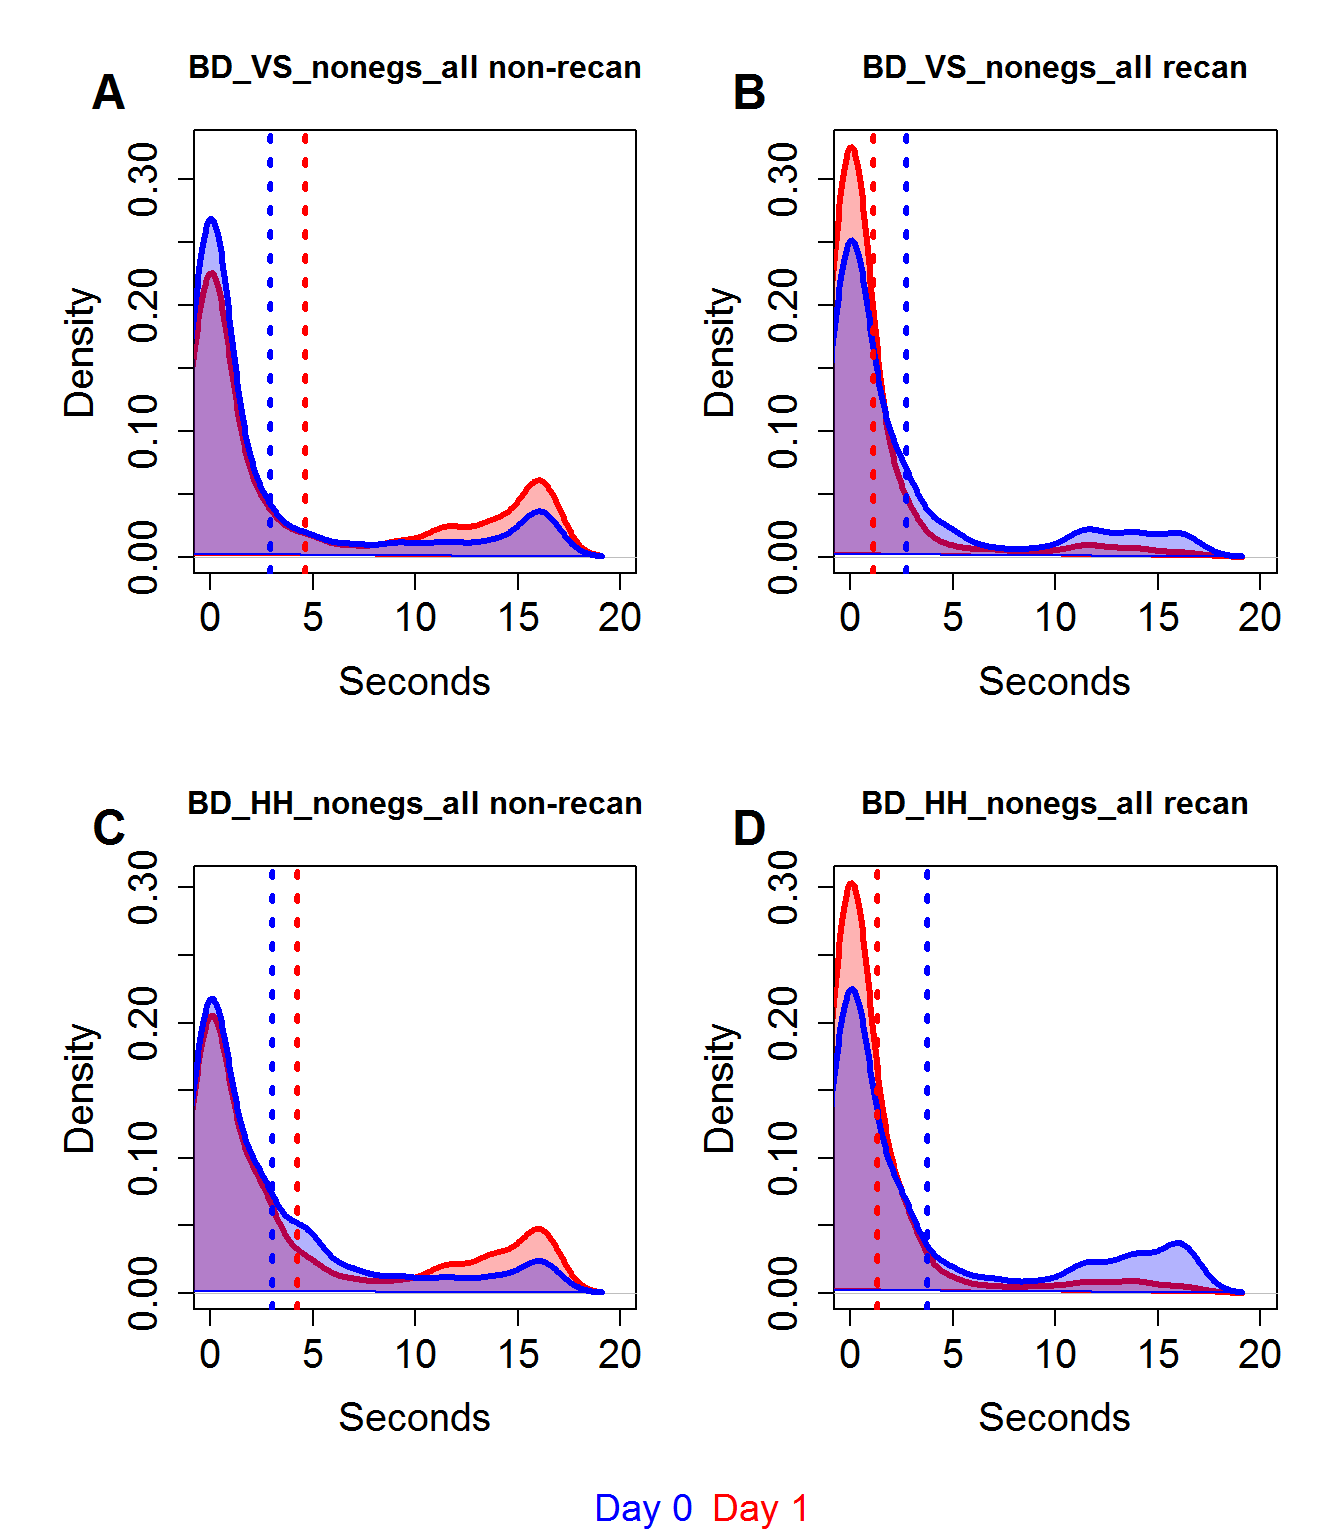 A
BD_VS_nonegs_all non-recan
Density
0.00 0.10 0.20 0.30
0 5 10 15 20
Seconds
B
BD_VS_nonegs_all recan
Density
0.00 0.10 0.20 0.30
0 5 10 15 20
Seconds
C
BD_HH_nonegs_all non-recan
Density
0.00 0.10 0.20 0.30
0 5 10 15 20
Seconds
D
BD_HH_nonegs_all recan
Density
0.00 0.10 0.20 0.30
0 5 10 15 20
Seconds
Day 0 Day 1